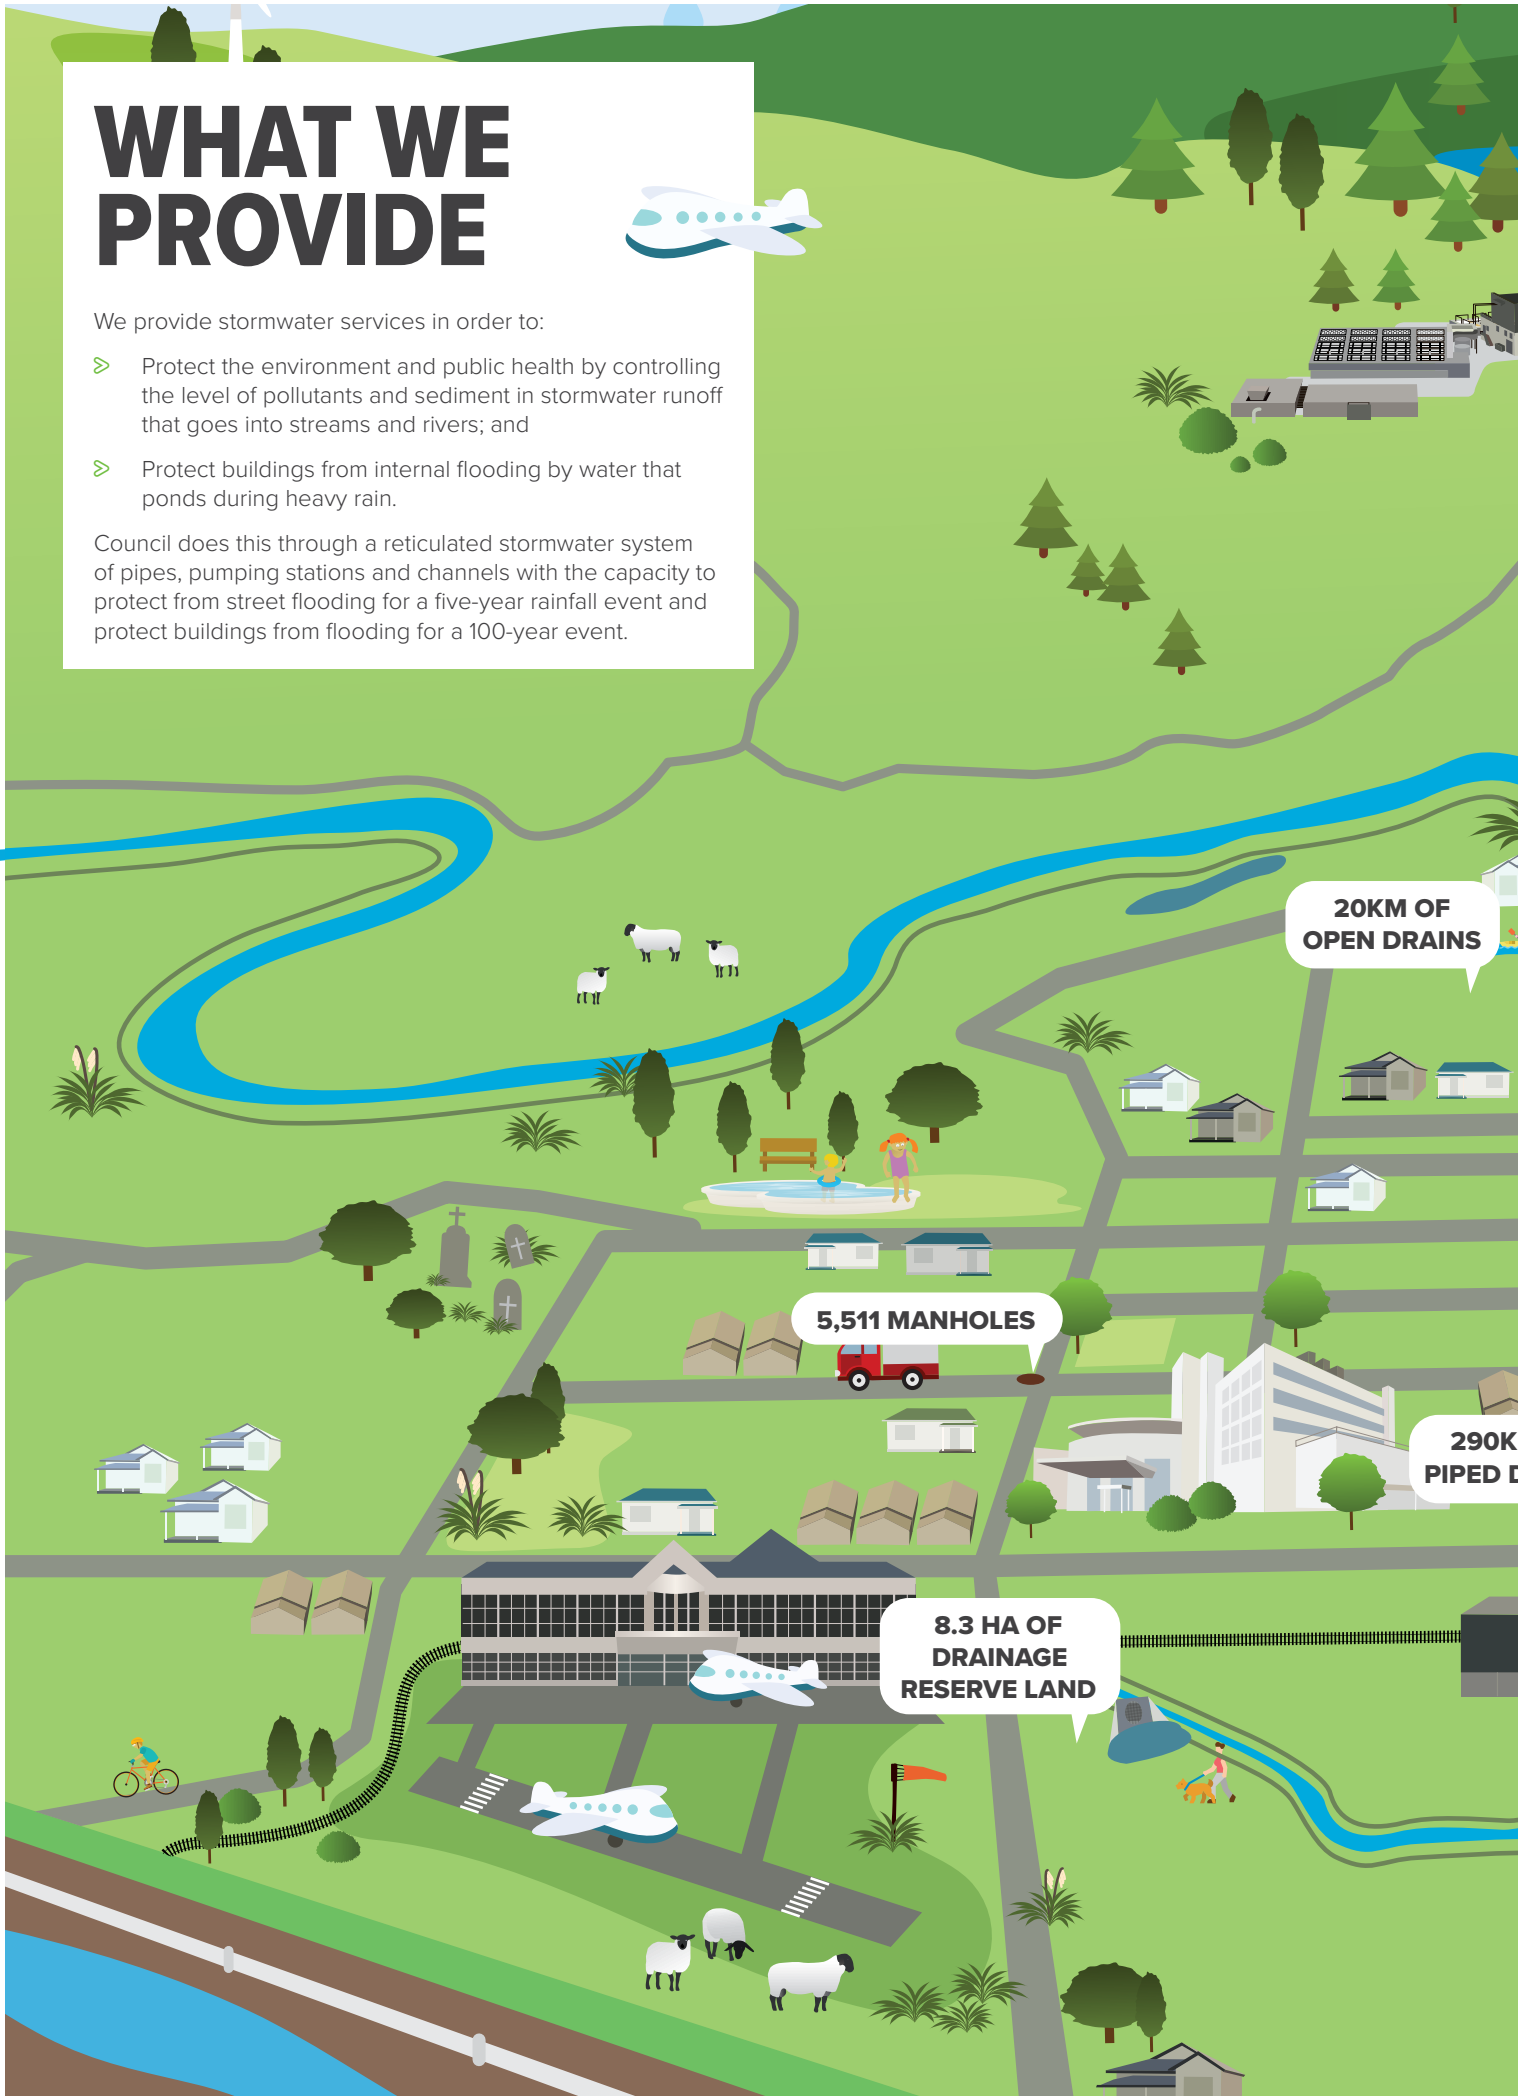 WHAT WE
PROVIDE
We provide stormwater services in order to:
Protect the environment and public health by controlling
the level of pollutants and sediment in stormwater runoff
that goes into streams and rivers; and
Protect buildings from internal flooding by water that
ponds during heavy rain.
Council does this through a reticulated stormwater system
of pipes, pumping stations and channels with the capacity to
protect from street flooding for a five-year rainfall event and
protect buildings from flooding for a 100-year event.
20KM OF
OPEN DRAINS
5,511 MANHOLES
290K
PIPED D
8.3 HA OF
DRAINAGE
RESERVE LAND